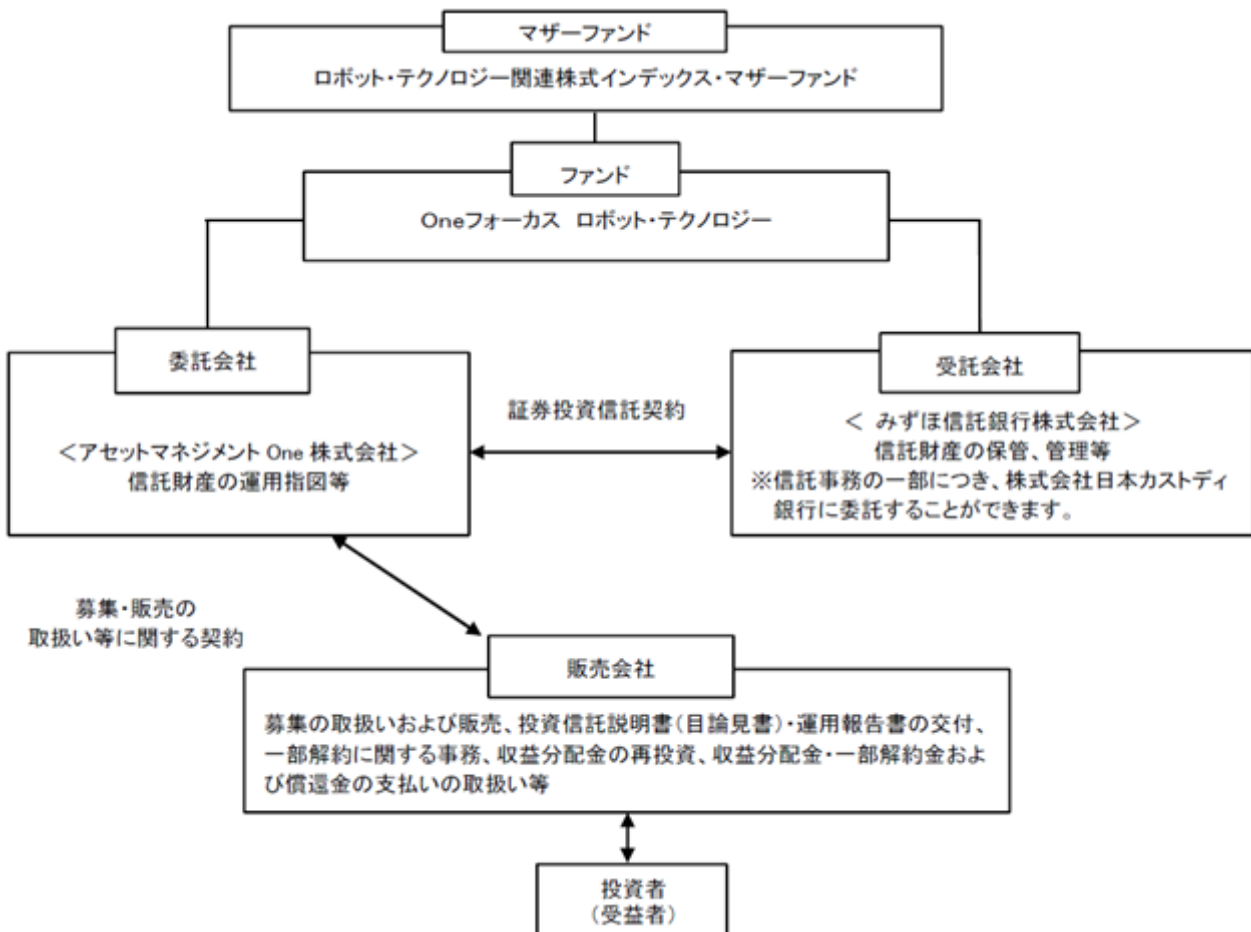 マザーファンド
ロボット・テクノロジー関連株式インデックス・マザーファンド
ファンド
Oneフォーカス ロボット・テクノロジー
委託会社
＜アセットマネジメント One 株式会社＞
信託財産の運用指図等
証券投資信託契約
受託会社
＜ みずほ信託銀行株式会社＞
信託財産の保管、管理等
※信託事務の一部につき、株式会社日本カストディ
銀行に委託することができます。
募集・販売の
取扱い等に関する契約
販売会社
募集の取扱いおよび販売、投資信託説明書（目論見書）・運用報告書の交付、
一部解約に関する事務、収益分配金の再投資、収益分配金・一部解約金およ
び償還金の支払いの取扱い等
投資者
（受益者）